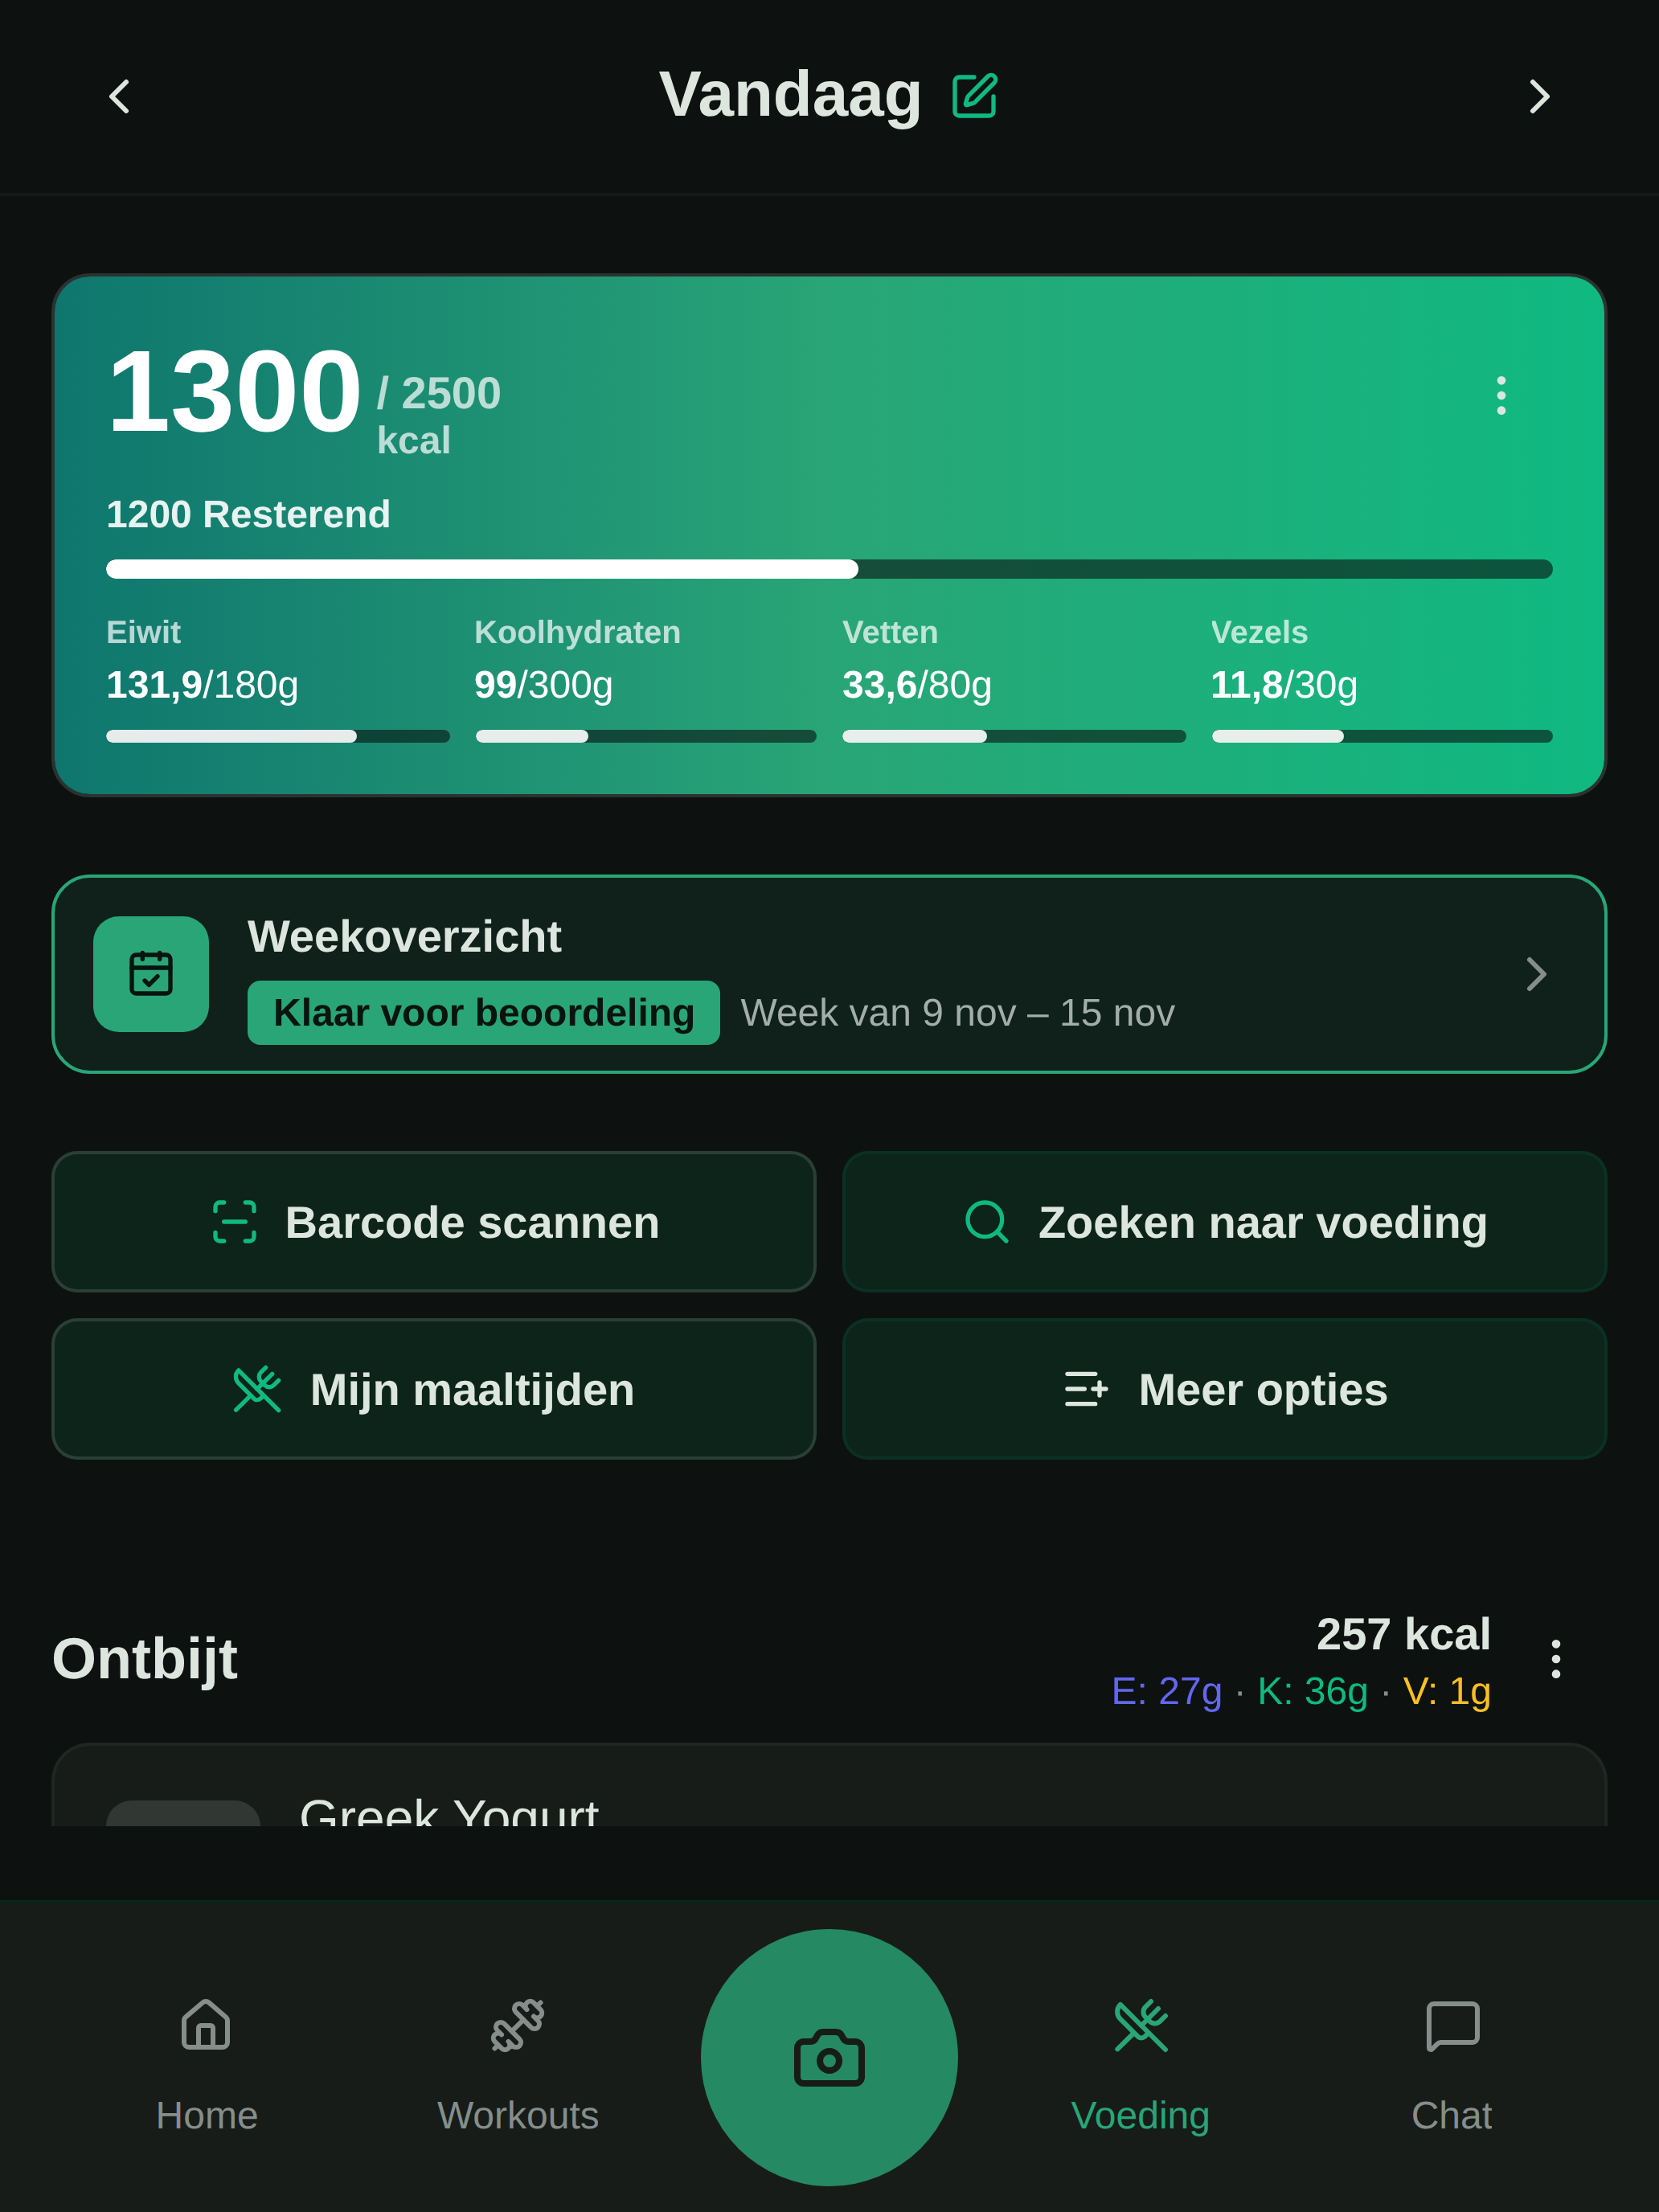 Vandaag
1300 / 2500
kcal
1200 Resterend
Eiwit Koolhydraten Vetten Vezels
131,9/180g 99/300g 33,6/80g 11,8/30g
Weekoverzicht
Klaar voor beoordeling Week van 9 nov – 15 nov
Barcode scannen Zoeken naar voeding
Mijn maaltijden Meer opties
257 kcal
Ontbijt
E: 27g · K: 36g · V: 1g
Greek Yogurt
Home Workouts Voeding Chat